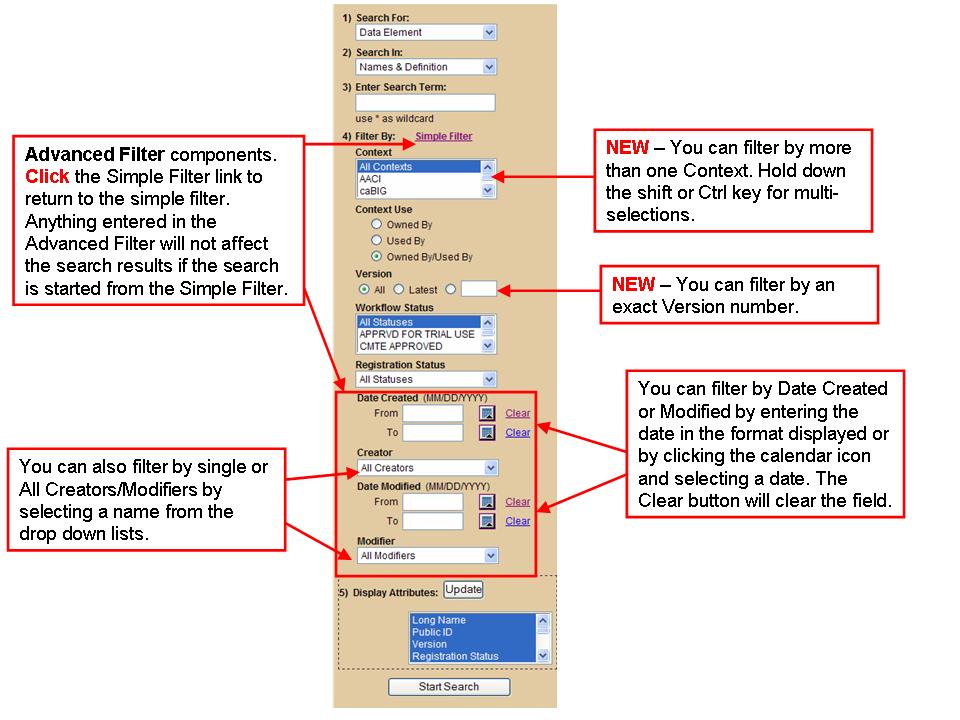 1) Search For:
Data Element
2) Search In:
Names & Definition
3) Enter Search Term:
use * as wildcard
4) Filter By: Simple Filter
Context
All Contexts
AACI
caBIG
Context Use
Owned By
Used By
Owned By/Used By
Version
All Latest
Workflow Status
All Statuses
APPRVD FOR TRIAL USE
CMTE APPROVED
Registration Status
All Statuses
Date Created (MM/DD/YYYY)
From Clear
To Clear
Creator
All Creators
Date Modified (MM/DD/YYYY)
From Clear
To Clear
Modifier
All Modifiers
5) Display Attributes: Update
Long Name
Public ID
Version
Registration Status
Start Search
Advanced Filter components.
Click the Simple Filter link to
return to the simple filter.
Anything entered in the
Advanced Filter will not affect
the search results if the search
is started from the Simple Filter.
You can also filter by single or
All Creators/Modifiers by
selecting a name from the
drop down lists.
NEW – You can filter by more
than one Context. Hold down
the shift or Ctrl key for multi-
selections.
NEW – You can filter by an
exact Version number.
You can filter by Date Created
or Modified by entering the
date in the format displayed or
by clicking the calendar icon
and selecting a date. The
Clear button will clear the field.